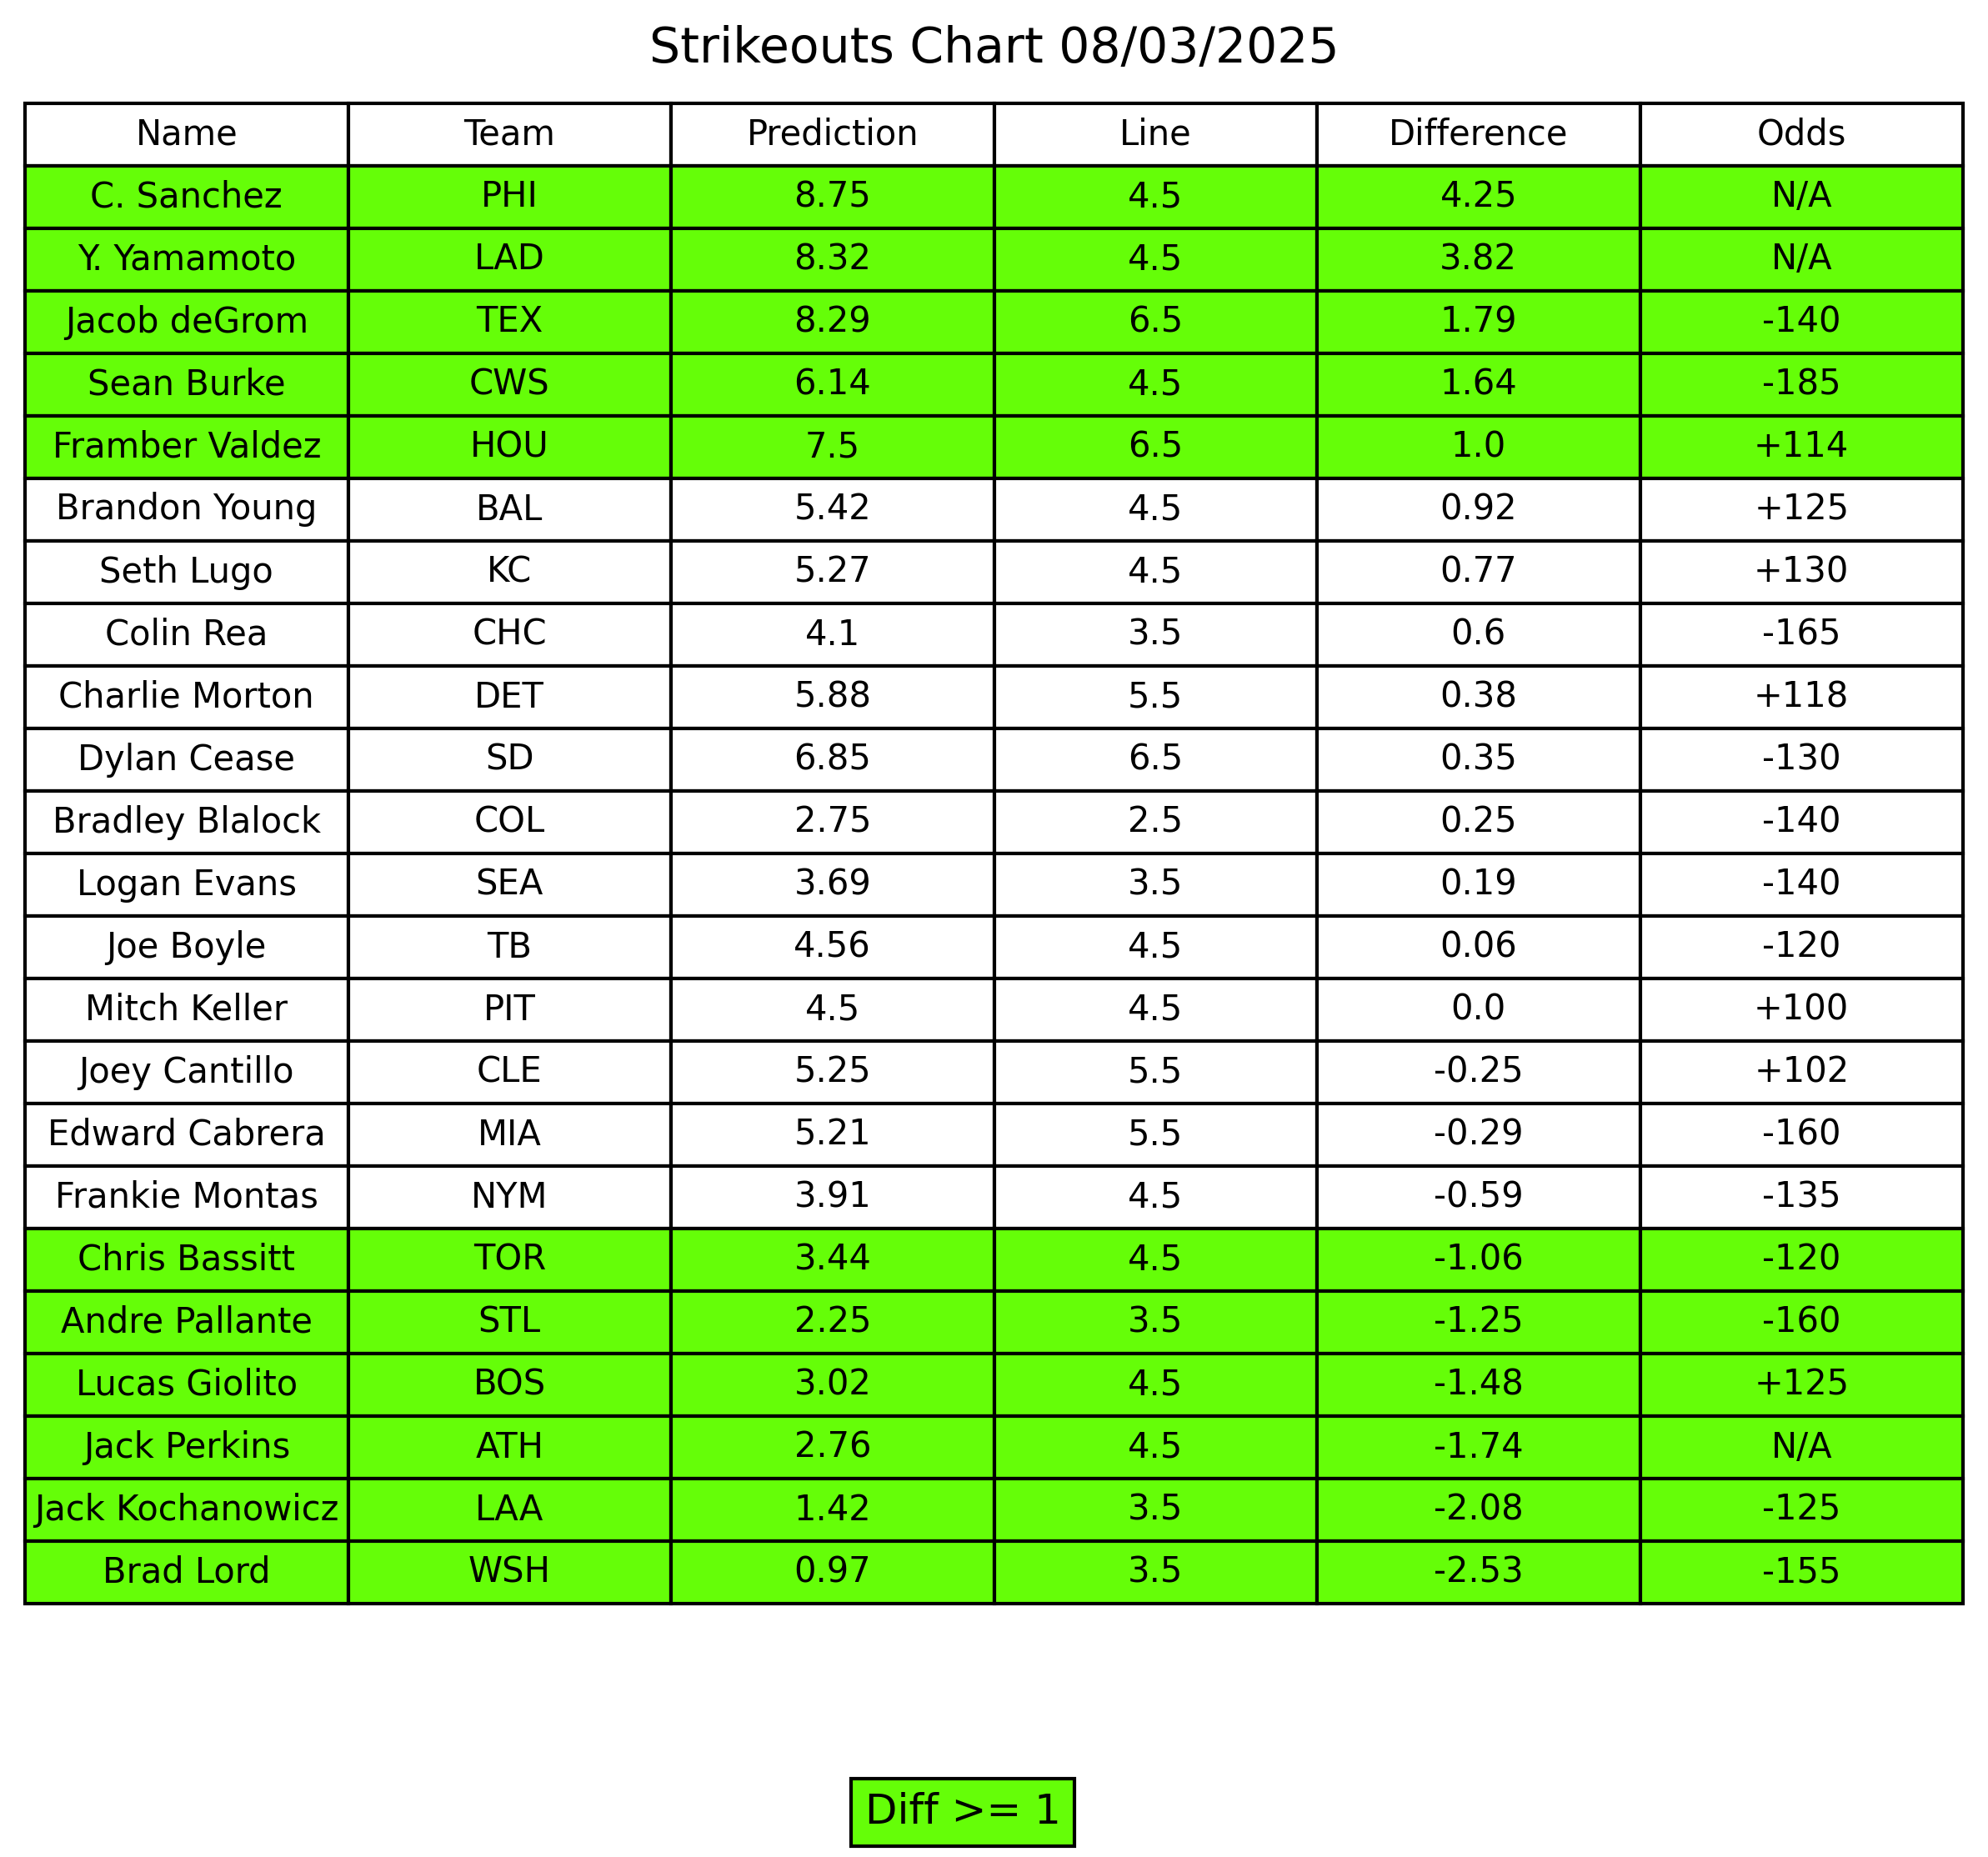 Strikeouts Chart 08/03/2025
Name Team Prediction Line Difference Odds
C. Sanchez PHI 8.75 4.5 4.25 N/A
Y. Yamamoto LAD 8.32 4.5 3.82 N/A
Jacob deGrom TEX 8.29 6.5 1.79 -140
Sean Burke CWS 6.14 4.5 1.64 -185
Framber Valdez HOU 7.5 6.5 1.0 +114
Brandon Young BAL 5.42 4.5 0.92 +125
Seth Lugo KC 5.27 4.5 0.77 +130
Colin Rea CHC 4.1 3.5 0.6 -165
Charlie Morton DET 5.88 5.5 0.38 +118
Dylan Cease SD 6.85 6.5 0.35 -130
Bradley Blalock COL 2.75 2.5 0.25 -140
Logan Evans SEA 3.69 3.5 0.19 -140
Joe Boyle TB 4.56 4.5 0.06 -120
Mitch Keller PIT 4.5 4.5 0.0 +100
Joey Cantillo CLE 5.25 5.5 -0.25 +102
Edward Cabrera MIA 5.21 5.5 -0.29 -160
Frankie Montas NYM 3.91 4.5 -0.59 -135
Chris Bassitt TOR 3.44 4.5 -1.06 -120
Andre Pallante STL 2.25 3.5 -1.25 -160
Lucas Giolito BOS 3.02 4.5 -1.48 +125
Jack Perkins ATH 2.76 4.5 -1.74 N/A
Jack Kochanowicz LAA 1.42 3.5 -2.08 -125
Brad Lord WSH 0.97 3.5 -2.53 -155
Diff >= 1